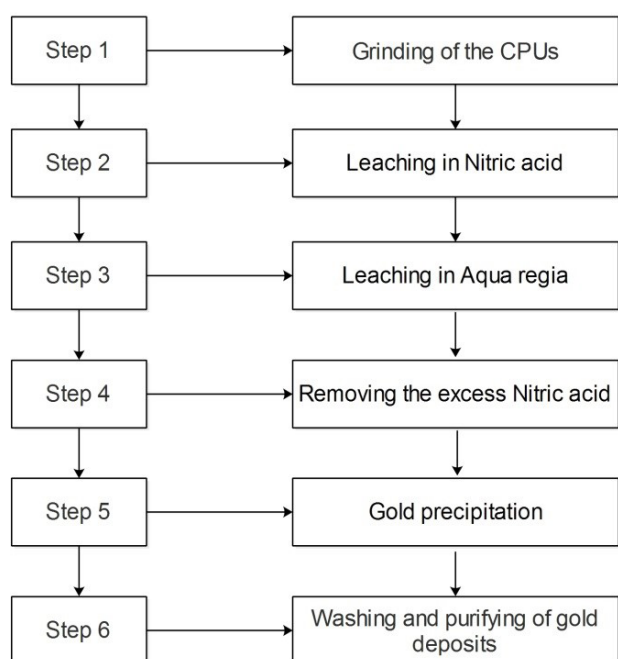 Step 1
Grinding of the CPUs
Step 2
Leaching in Nitric acid
Step 3
Leaching in Aqua regia
Step 4
Removing the excess Nitric acid
Step 5
Gold precipitation
Step 6
Washing and purifying of gold
deposits